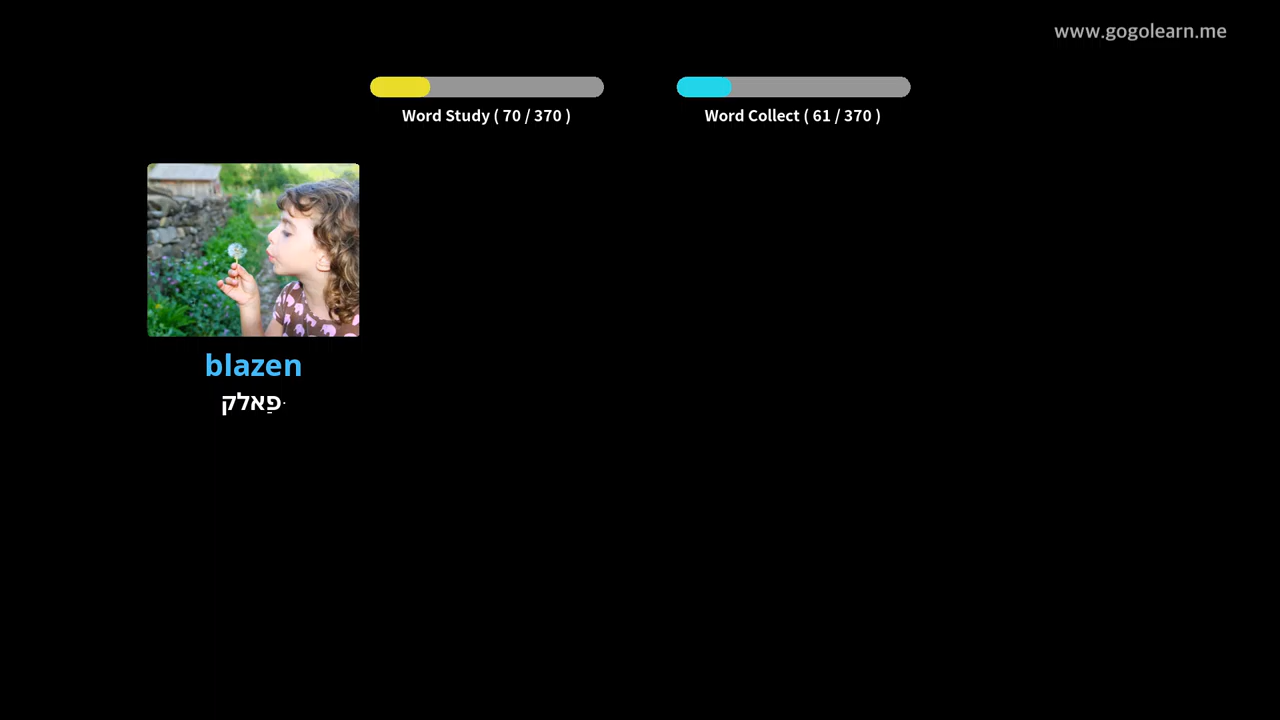 www.gogolearn.me
Word Study ( 70 / 370 )
Word Collect ( 61 / 370 )
blazen
פַאלק